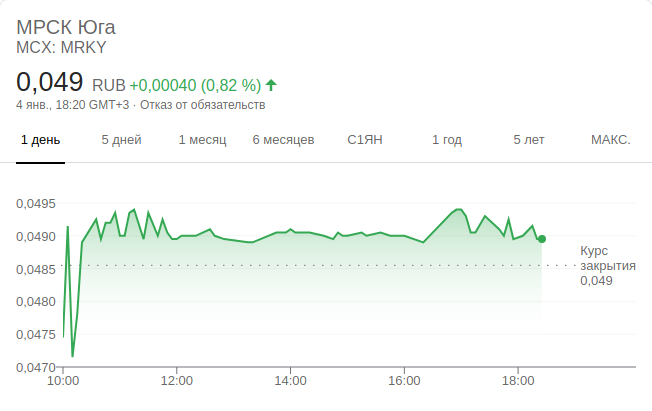 МРСК Юга
MCX: MRKY
0,049 RUB +0,00040 (0,82 %)
4 янв., 18:20 GMT+3 · Отказ от обязательств
1 день 5 дней 1 месяц 6 месяцев С1ЯН 1 год 5 лет МАКС.
0,0495
0,0490
0,0485
0,0480
0,0475
0,0470
Курс
закрытия
0,049
10:00 12:00 14:00 16:00 18:00